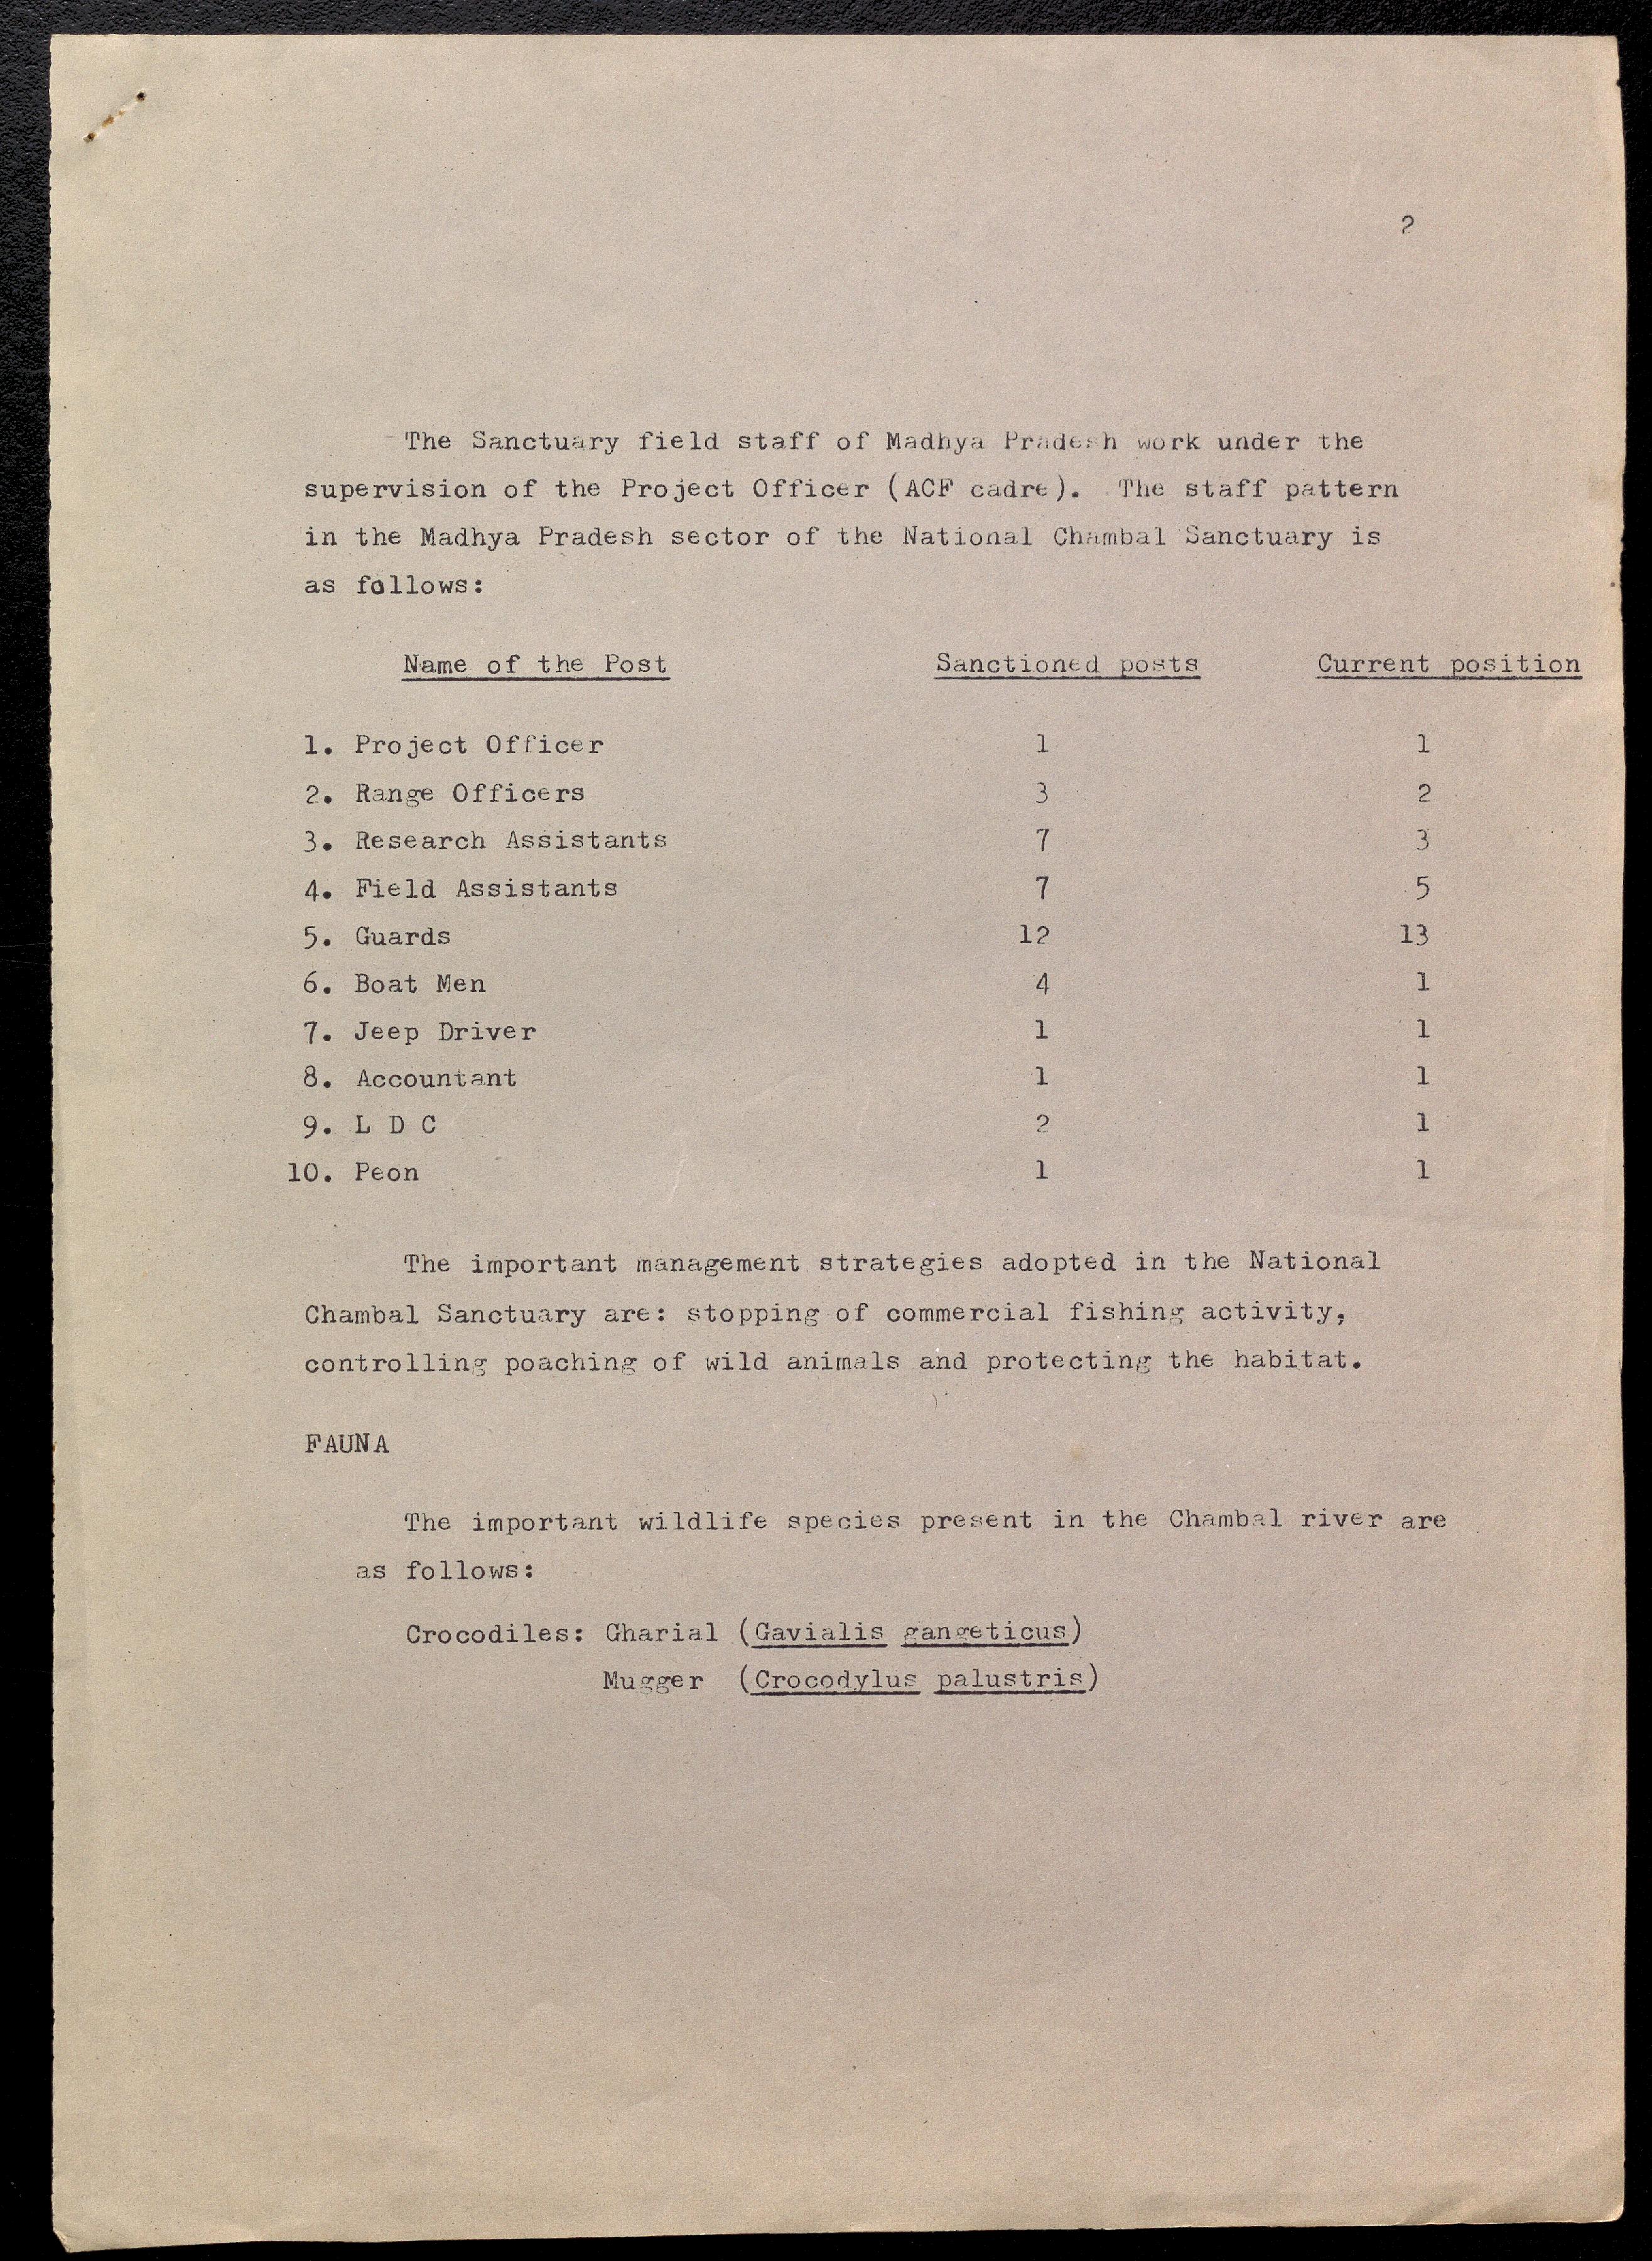 2
The Sanctuary field staff of Madhya Pradesh work under the
supervision of the Project Officer (ACF cadre). The staff pattern
in the Madhya Pradesh sector of the National Chambal Sanctuary is
as follows:
Name of the Post Sanctioned posts Current position
1. Project Officer 1 1
2. Range Officers 3 2
3. Research Assistants 7 3
4. Field Assistants 7 5
5. Guards 12 13
6. Boat Men 4 1
7. Jeep Driver 1 1
8. Accountant 1 1
9. L D C 2 1
10. Peon 1 1
The important management strategies adopted in the National
Chambal Sanctuary are: stopping of commercial fishing activity,
controlling poaching of wild animals and protecting the habitat.
FAUNA
The important wildlife species present in the Chambal river are
as follows:
Crocodiles: Gharial (Gavialis gangeticus)
Mugger (Crocodylus palustris)